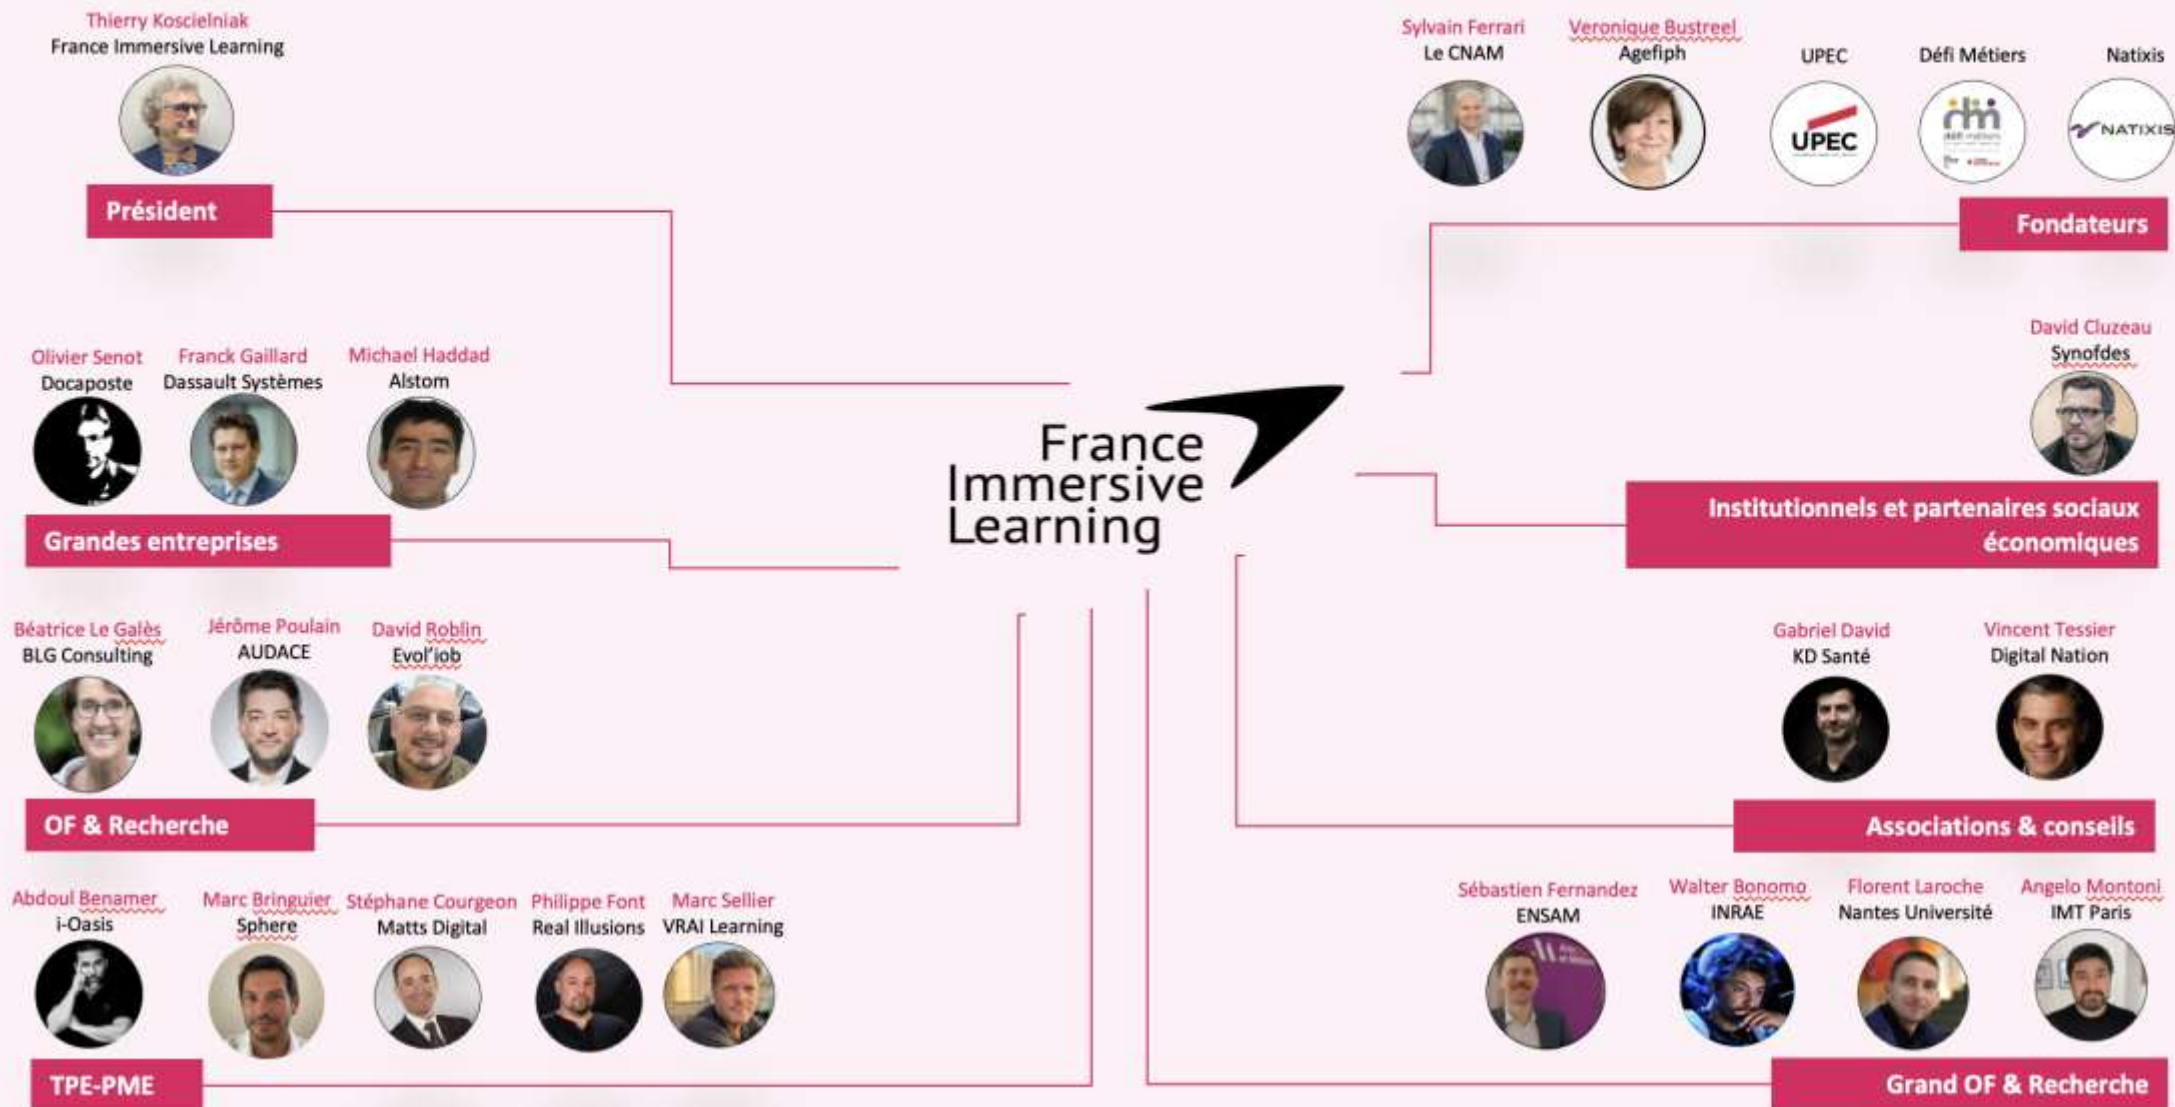 Thierry Koscielniak
France Immersive Learning
Président
Sylvain Ferrari
Le CNAM
Veronique Bustreel
Agefiph
UPEC
UPEC
Défi Métiers
défi métiers
Natixis
NATIXIS
Fondateurs
Olivier Senot
Docaposte
Franck Gaillard
Dassault Systèmes
Michael Haddad
Alstom
Grandes entreprises
France
Immersive
Learning
David Cluzeau
Synofdes
Institutionnels et partenaires sociaux
économiques
Béatrice Le Galès
BLG Consulting
Jérôme Poulain
AUDACE
David Roblin
Evol'iob
OF & Recherche
Gabriel David
KD Santé
Vincent Tessier
Digital Nation
Associations & conseils
Abdoul Benamer
i-Oasis
Marc Bringuier
Sphere
Stéphane Courgeon
Matts Digital
Philippe Font
Real Illusions
Marc Sellier
VRAI Learning
TPE-PME
Sébastien Fernandez
ENSAM
Walter Bonomo
INRAE
Florent Laroche
Nantes Université
Angelo Montoni
IMT Paris
Grand OF & Recherche